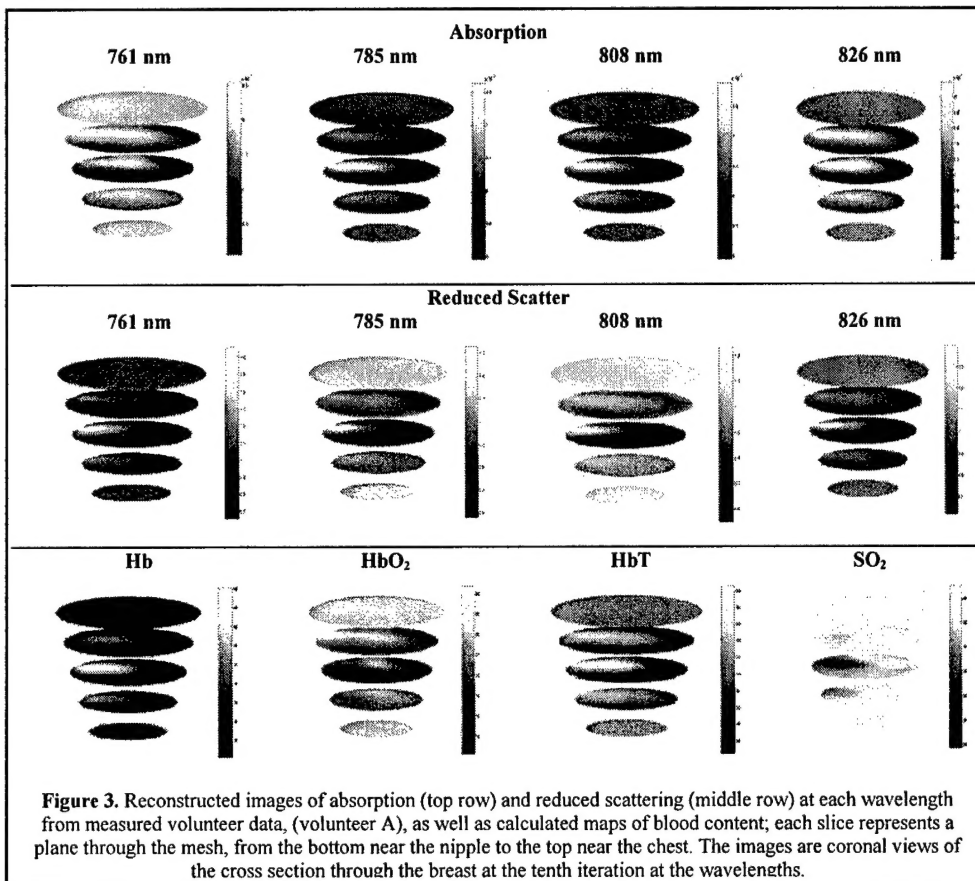 Absorption
761 nm 785 nm 808 nm 826 nm
Reduced Scatter
761 nm 785 nm 808 nm 826 nm
Hb HbO₂ HbT SO₂
Figure 3. Reconstructed images of absorption (top row) and reduced scattering (middle row) at each wavelength
from measured volunteer data, (volunteer A), as well as calculated maps of blood content; each slice represents a
plane through the mesh, from the bottom near the nipple to the top near the chest. The images are coronal views of
the cross section through the breast at the tenth iteration at the wavelengths.